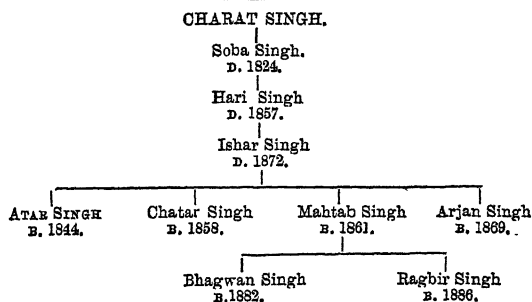 CHARAT SINGH.
Soba Singh.
D. 1824.
Hari Singh
D. 1857.
Ishar Singh
D. 1872.
ATAR SINGH Chatar Singh Mahtab Singh Arjan Singh
B. 1844. B. 1858. B. 1861. B. 1869.
Bhagwan Singh Ragbir Singh
B.1882. B. 1886.